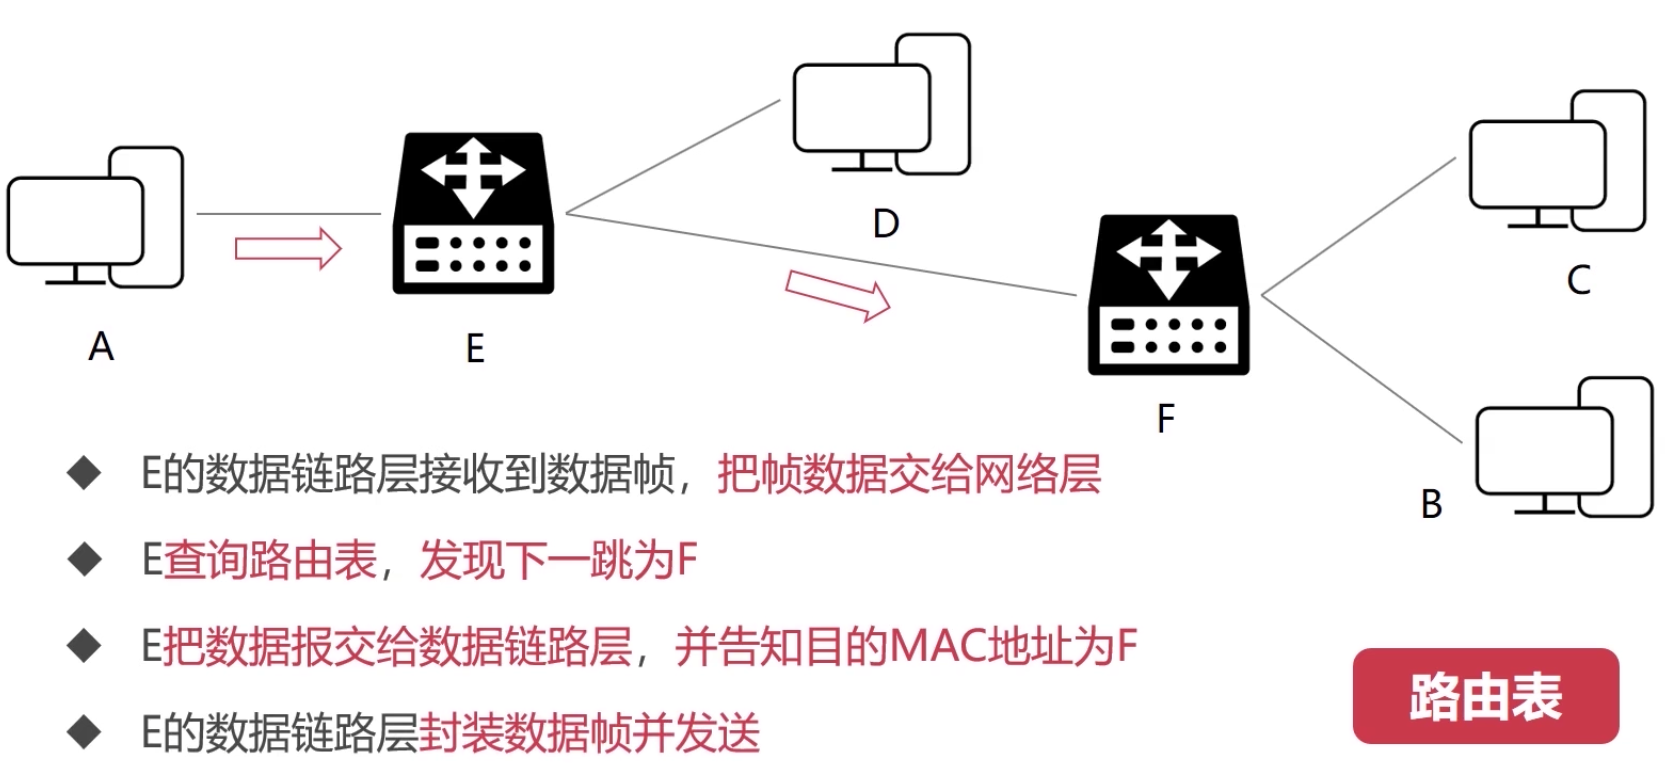 D
C
A
E
F
B
E的数据链路层接收到数据帧，把帧数据交给网络层
E查询路由表，发现下一跳为F
E把数据报交给数据链路层，并告知目的MAC地址为F
E的数据链路层封装数据帧并发送
路由表